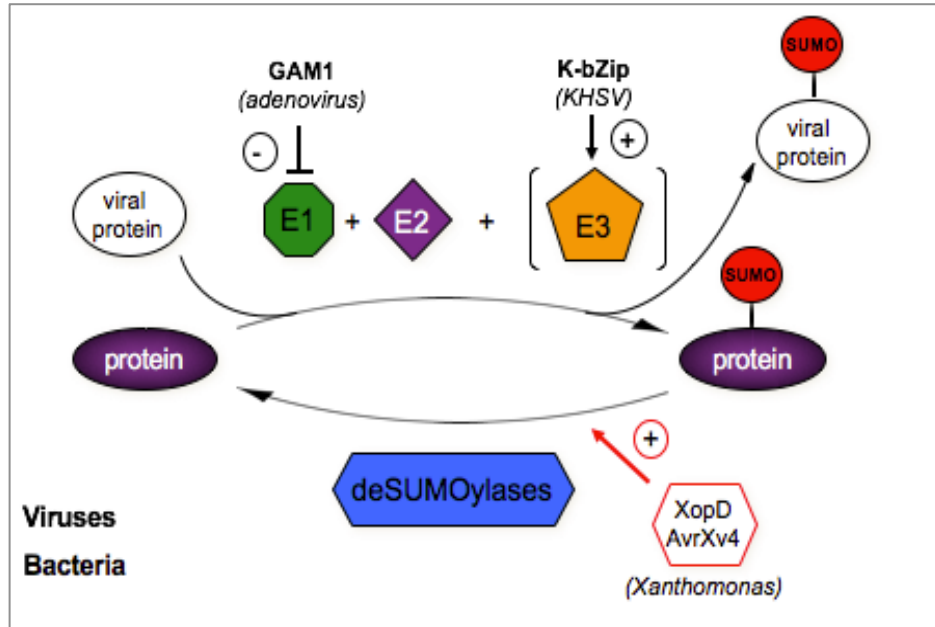 SUMO
GAM1
(adenovirus)
K-bZip
(KHSV)
-
+
viral
protein
viral
protein
E1 + E2 + E3
SUMO
protein
protein
+
deSUMOylases
XopD
AvrXv4
(Xanthomonas)
Viruses
Bacteria